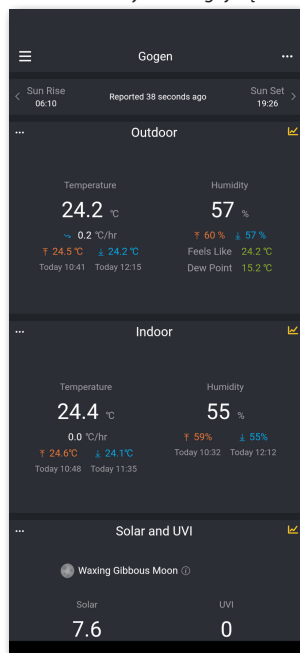 Gogen
Sun Rise
06:10
Reported 38 seconds ago
Sun Set
19:26
Outdoor
Temperature
24.2 ℃
0.2 ℃/hr
24.5 ℃ 24.2 ℃
Today 10:41 Today 12:15
Humidity
57 %
60 % 57 %
Feels Like 24.2 ℃
Dew Point 15.2 ℃
Indoor
Temperature
24.4 ℃
0.0 ℃/hr
24.6℃ 24.1℃
Today 10:48 Today 11:35
Humidity
55 %
59% 55%
Today 10:32 Today 12:12
Solar and UVI
Waxing Gibbous Moon
Solar
7.6
UVI
0